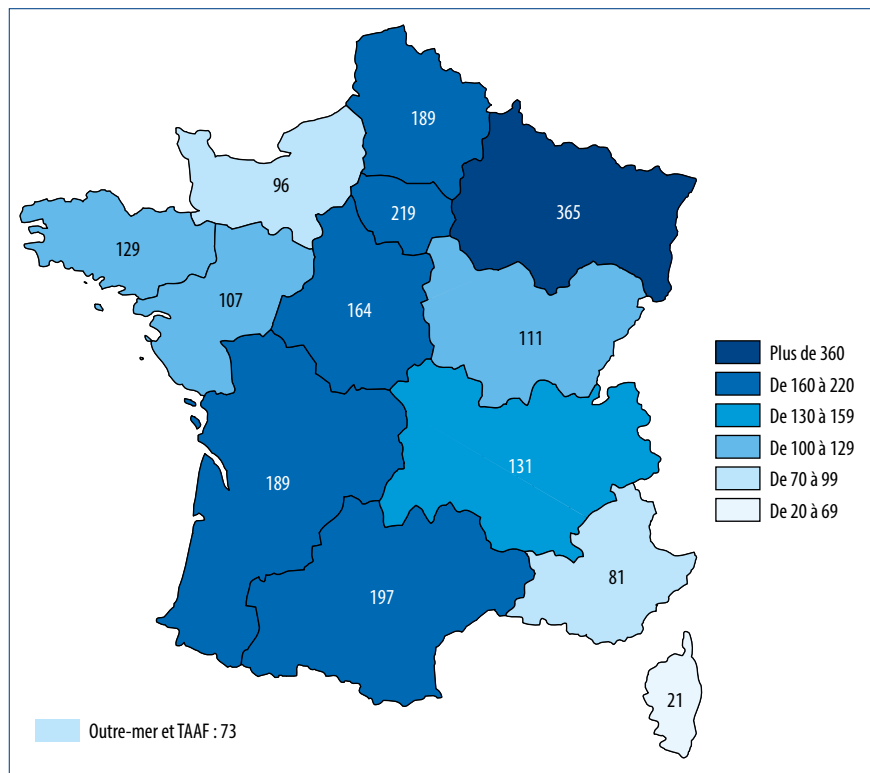 189
96
365
219
129
107
164
111
Plus de 360
De 160 à 220
De 130 à 159
131
De 100 à 129
189
De 70 à 99
De 20 à 69
81
197
21
Outre-mer et TAAF : 73